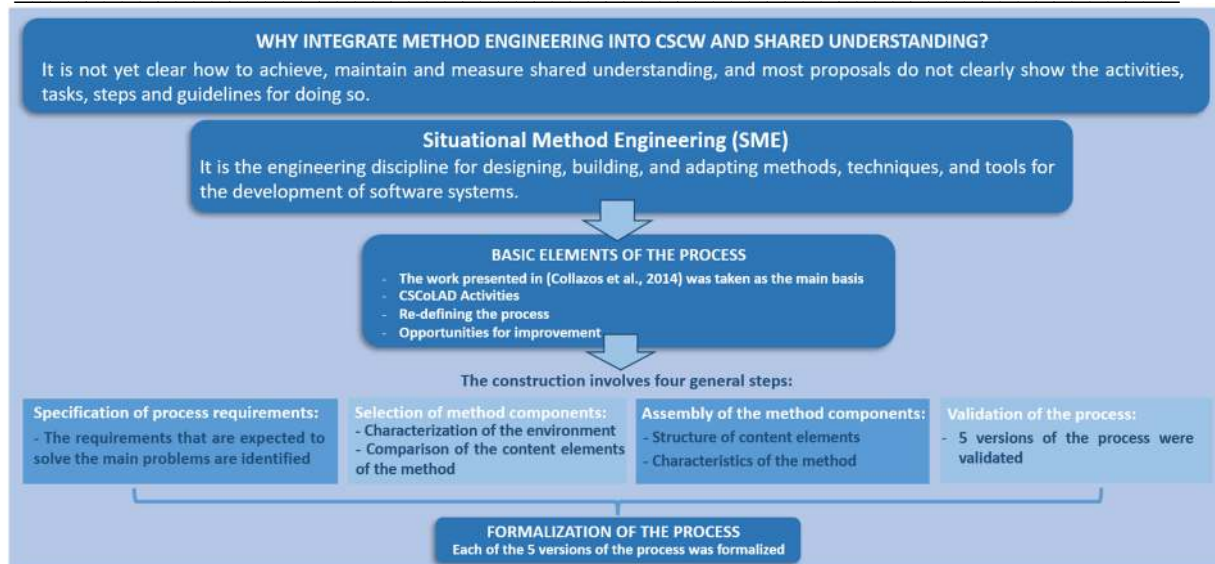 WHY INTEGRATE METHOD ENGINEERING INTO CSCW AND SHARED UNDERSTANDING?
It is not yet clear how to achieve, maintain and measure shared understanding, and most proposals do not clearly show the activities,
tasks, steps and guidelines for doing so.
Situational Method Engineering (SME)
It is the engineering discipline for designing, building, and adapting methods, techniques, and tools for
the development of software systems.
BASIC ELEMENTS OF THE PROCESS
- The work presented in (Collazos et al., 2014) was taken as the main basis
- CSCoLAD Activities
- Re-defining the process
- Opportunities for improvement
The construction involves four general steps:
Specification of process requirements:
- The requirements that are expected to
solve the main problems are identified
Selection of method components:
- Characterization of the environment
- Comparison of the content elements
of the method
Assembly of the method components:
- Structure of content elements
- Characteristics of the method
Validation of the process:
- 5 versions of the process were
validated
FORMALIZATION OF THE PROCESS
Each of the 5 versions of the process was formalized